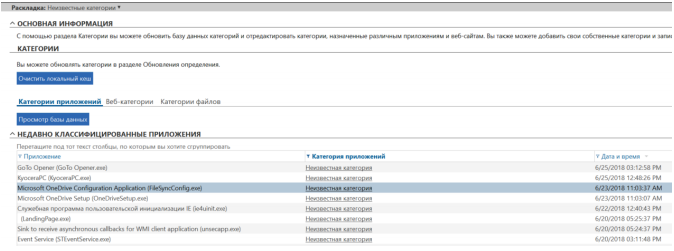 Раскладка: Неизвестные категории
ОСНОВНАЯ ИНФОРМАЦИЯ
С помощью раздела Категории вы можете обновить базу данных категорий и отредактировать категории, назначенные различным приложениям и веб-сайтам. Вы также можете добавить свои собственные категории и запи
КАТЕГОРИИ
Вы можете обновлять категории в разделе Обновления определения.
Очистить локальный кеш
Категории приложений Веб-категории Категории файлов
Просмотр базы данных
НЕДАВНО КЛАССИФИЦИРОВАННЫЕ ПРИЛОЖЕНИЯ
Перетащите под тот текст столбцы, по которым вы хотите сгруппировать
Приложение Категория приложений Дата и время
GoTo Opener (GoTo Opener.exe) Неизвестная категория 6/25/2018 03:12:58 PM
KyoceraPC (KyoceraPC.exe) Неизвестная категория 6/25/2018 12:48:26 PM
Microsoft OneDrive Configuration Application (FileSyncConfig.exe) Неизвестная категория 6/23/2018 11:03:37 AM
Microsoft OneDrive Setup (OneDriveSetup.exe) Неизвестная категория 6/23/2018 11:03:07 AM
Служебная программа пользовательской инициализации IE (ie4uinit.exe) Неизвестная категория 6/22/2018 12:40:43 PM
(LandingPage.exe) Неизвестная категория 6/20/2018 05:25:37 PM
Sink to receive asynchronous callbacks for WMI client application (unsecapp.exe) Неизвестная категория 6/20/2018 05:24:37 PM
Event Service (STEventService.exe) Неизвестная категория 6/20/2018 03:11:48 PM